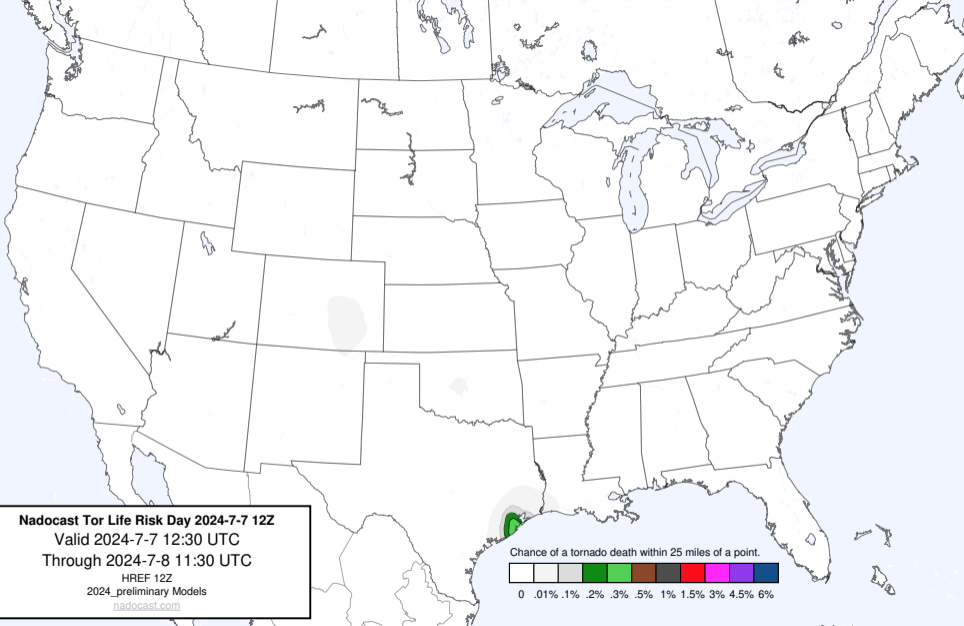 Nadocast Tor Life Risk Day 2024-7-7 12Z
Valid 2024-7-7 12:30 UTC
Through 2024-7-8 11:30 UTC
HREF 12Z
2024_preliminary Models
nadocast.com
Chance of a tornado death within 25 miles of a point.
0 .01% .1% .2% .3% .5% 1% 1.5% 3% 4.5% 6%